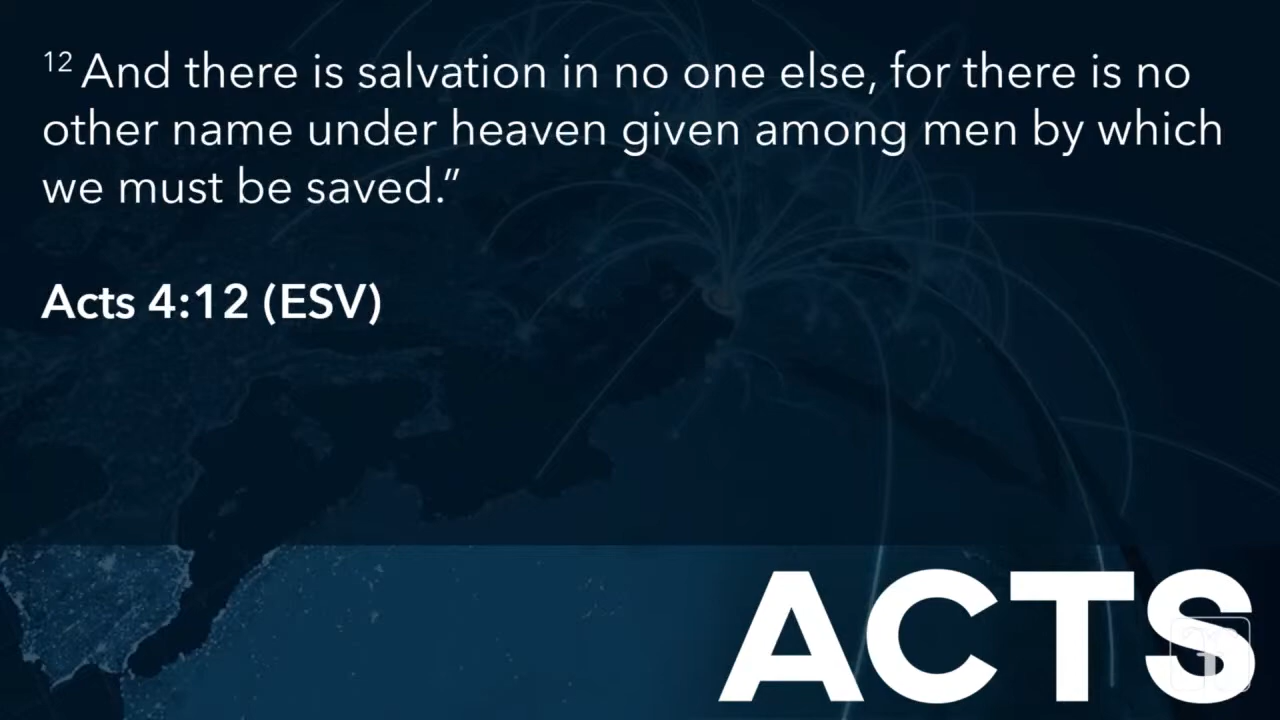 12 And there is salvation in no one else, for there is no
other name under heaven given among men by which
we must be saved.”
Acts 4:12 (ESV)
ACTS